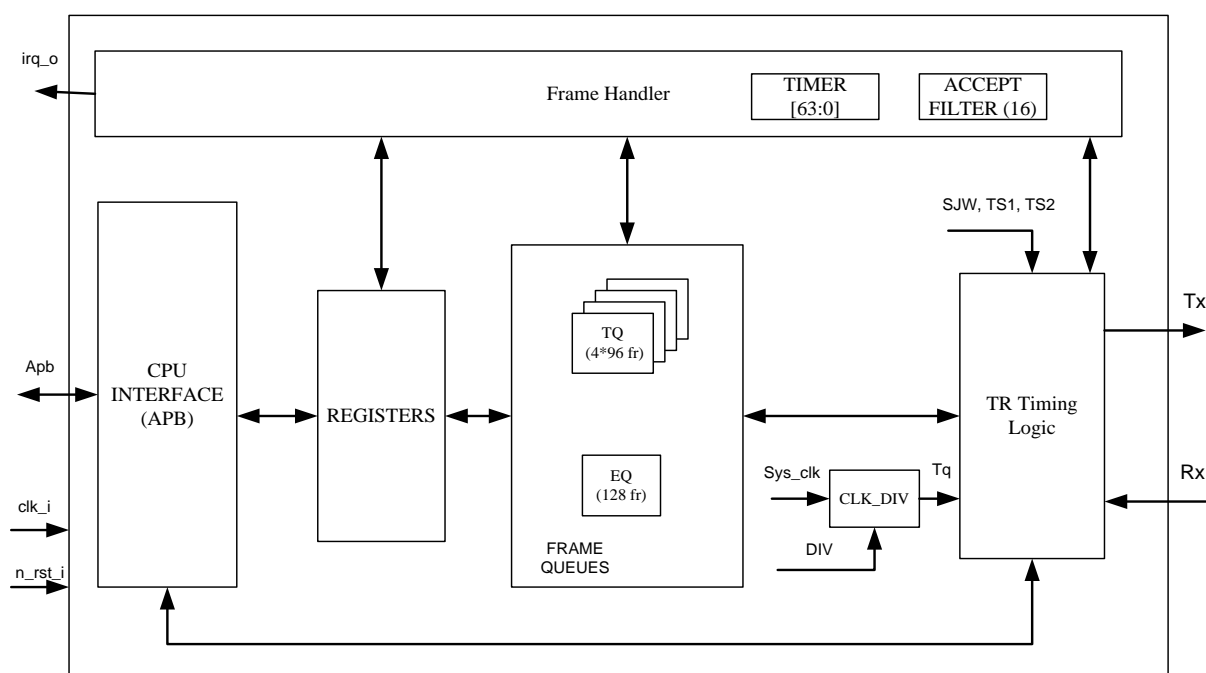 irq_o
Frame Handler
TIMER
[63:0]
ACCEPT
FILTER (16)
SJW, TS1, TS2
Tx
TQ
(4*96 fr)
Apb
CPU
INTERFACE
(APB)
REGISTERS
TR Timing
Logic
EQ
(128 fr)
Sys_clk
Tq
Rx
CLK_DIV
clk_i
FRAME
QUEUES
DIV
n_rst_i